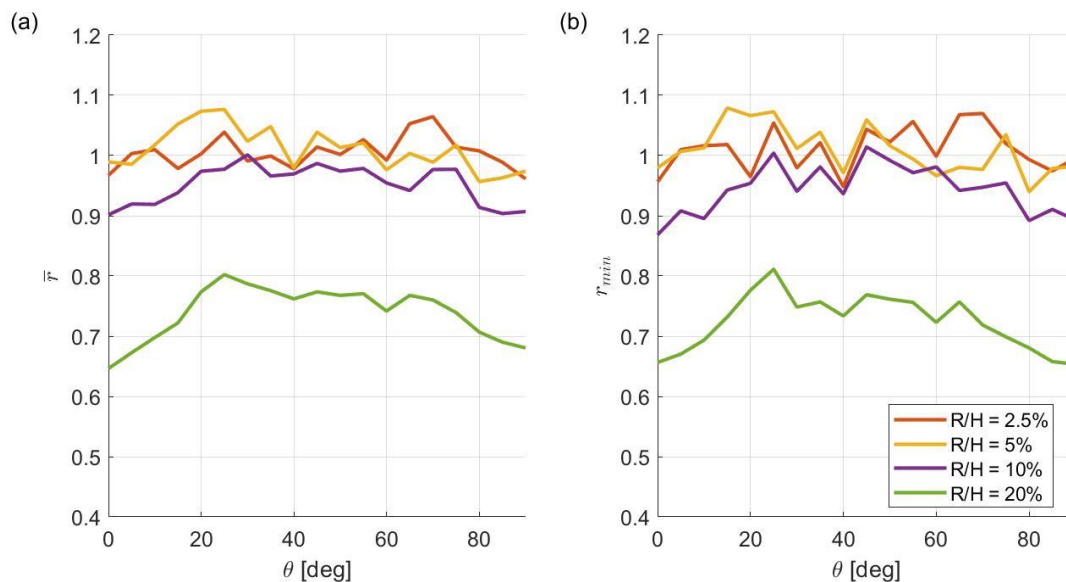 (a)
1.2
1.1
1
0.9
0.8
0.7
0.6
0.5
0.4
r̅
0 20 40 60 80
θ [deg]
(b)
1.2
1.1
1
0.9
0.8
0.7
0.6
0.5
0.4
r_min
0 20 40 60 80
θ [deg]
R/H = 2.5%
R/H = 5%
R/H = 10%
R/H = 20%